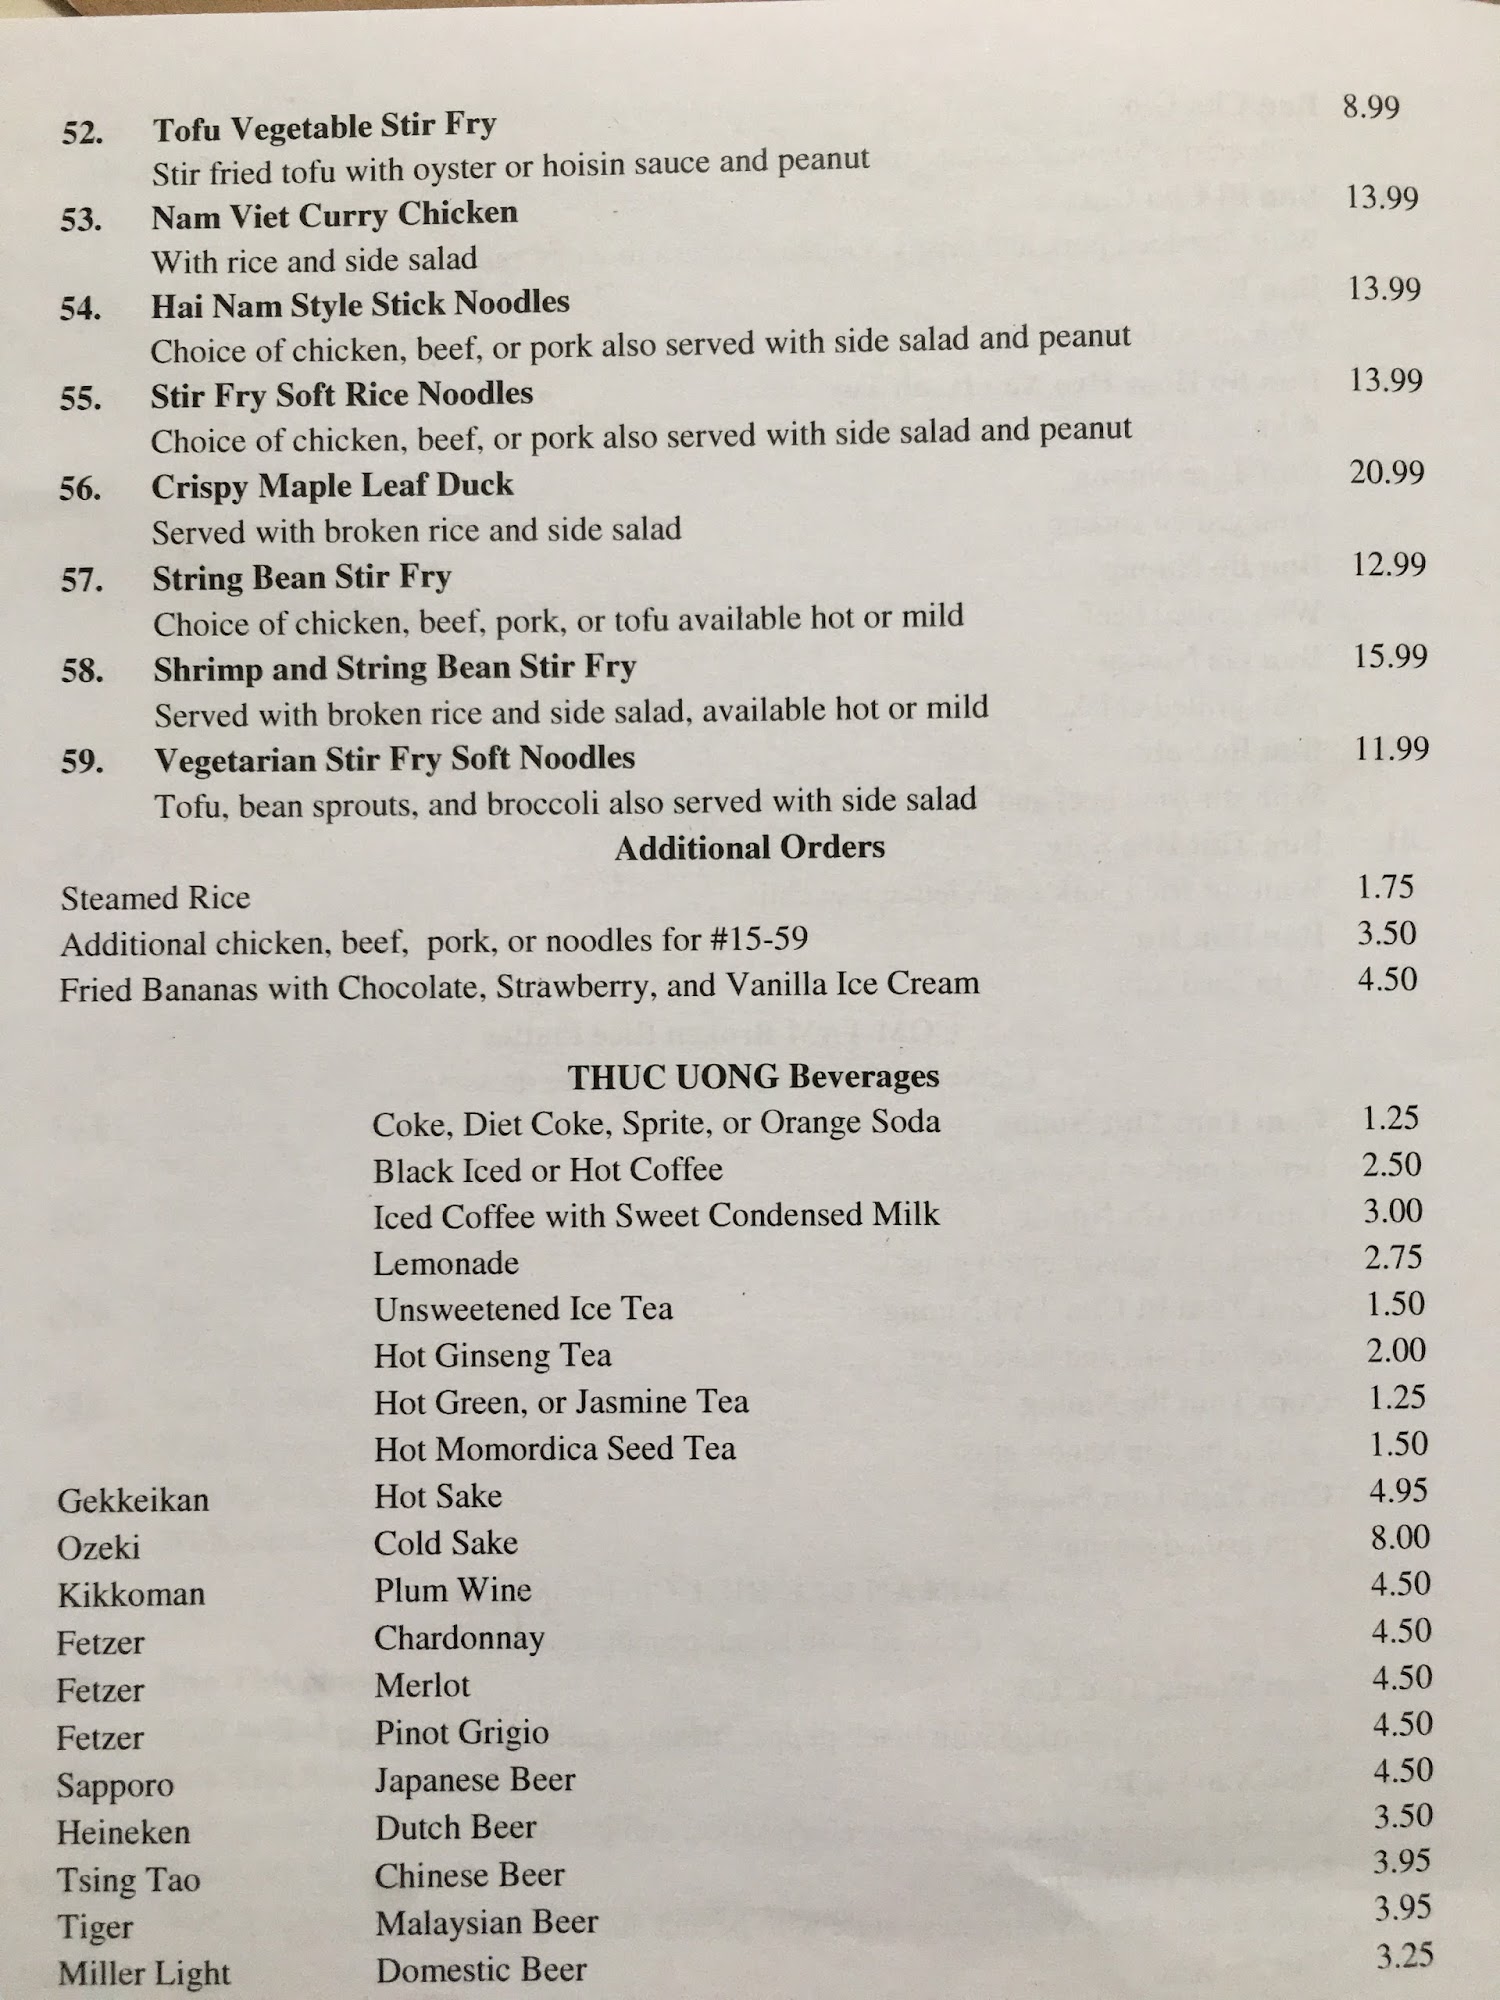 52. Tofu Vegetable Stir Fry 8.99
Stir fried tofu with oyster or hoisin sauce and peanut
53. Nam Viet Curry Chicken 13.99
With rice and side salad
54. Hai Nam Style Stick Noodles 13.99
Choice of chicken, beef, or pork also served with side salad and peanut
55. Stir Fry Soft Rice Noodles 13.99
Choice of chicken, beef, or pork also served with side salad and peanut
56. Crispy Maple Leaf Duck 20.99
Served with broken rice and side salad
57. String Bean Stir Fry 12.99
Choice of chicken, beef, pork, or tofu available hot or mild
58. Shrimp and String Bean Stir Fry 15.99
Served with broken rice and side salad, available hot or mild
59. Vegetarian Stir Fry Soft Noodles 11.99
Tofu, bean sprouts, and broccoli also served with side salad
Additional Orders
Steamed Rice 1.75
Additional chicken, beef, pork, or noodles for #15-59 3.50
Fried Bananas with Chocolate, Strawberry, and Vanilla Ice Cream 4.50
THUC UONG Beverages
Coke, Diet Coke, Sprite, or Orange Soda 1.25
Black Iced or Hot Coffee 2.50
Iced Coffee with Sweet Condensed Milk 3.00
Lemonade 2.75
Unsweetened Ice Tea 1.50
Hot Ginseng Tea 2.00
Hot Green, or Jasmine Tea 1.25
Hot Momordica Seed Tea 1.50
Gekkeikan Hot Sake 4.95
Ozeki Cold Sake 8.00
Kikkoman Plum Wine 4.50
Fetzer Chardonnay 4.50
Fetzer Merlot 4.50
Fetzer Pinot Grigio 4.50
Sapporo Japanese Beer 4.50
Heineken Dutch Beer 3.50
Tsing Tao Chinese Beer 3.95
Tiger Malaysian Beer 3.95
Miller Light Domestic Beer 3.25